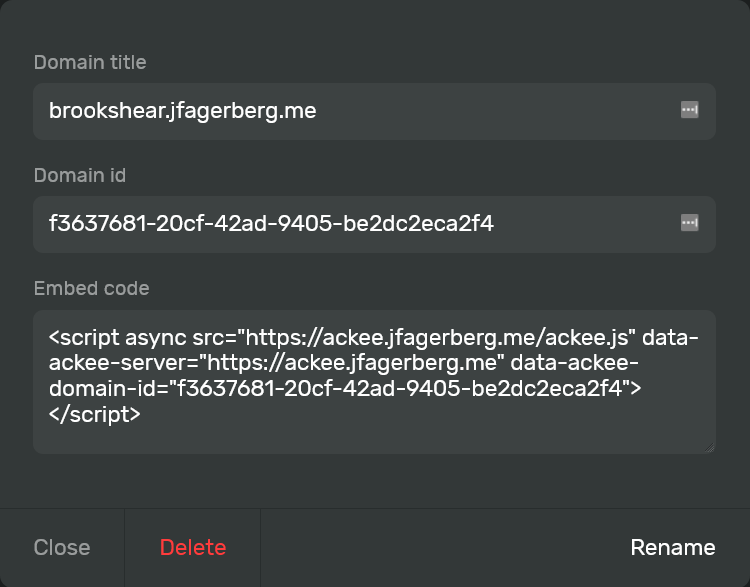 Domain title
brookshear.jfagerberg.me
Domain id
f3637681-20cf-42ad-9405-be2dc2eca2f4
Embed code
<script async src="https://ackee.jfagerberg.me/ackee.js" data-
ackee-server="https://ackee.jfagerberg.me" data-ackee-
domain-id="f3637681-20cf-42ad-9405-be2dc2eca2f4">
</script>
Close
Delete
Rename